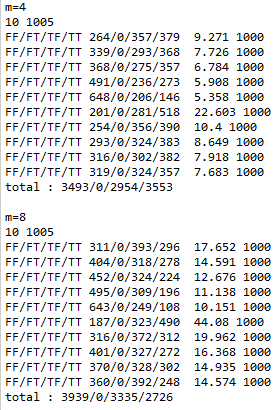 m=4
10 1005
FF/FT/TF/TT 264/0/357/379 9.271 1000
FF/FT/TF/TT 339/0/293/368 7.726 1000
FF/FT/TF/TT 368/0/275/357 6.784 1000
FF/FT/TF/TT 491/0/236/273 5.908 1000
FF/FT/TF/TT 648/0/206/146 5.358 1000
FF/FT/TF/TT 201/0/281/518 22.603 1000
FF/FT/TF/TT 254/0/356/390 10.4 1000
FF/FT/TF/TT 293/0/324/383 8.649 1000
FF/FT/TF/TT 316/0/302/382 7.918 1000
FF/FT/TF/TT 319/0/324/357 7.683 1000
total : 3493/0/2954/3553
m=8
10 1005
FF/FT/TF/TT 311/0/393/296 17.652 1000
FF/FT/TF/TT 404/0/318/278 14.591 1000
FF/FT/TF/TT 452/0/324/224 12.676 1000
FF/FT/TF/TT 495/0/309/196 11.138 1000
FF/FT/TF/TT 643/0/249/108 10.151 1000
FF/FT/TF/TT 187/0/323/490 44.08 1000
FF/FT/TF/TT 316/0/372/312 19.962 1000
FF/FT/TF/TT 401/0/327/272 16.368 1000
FF/FT/TF/TT 370/0/328/302 14.935 1000
FF/FT/TF/TT 360/0/392/248 14.574 1000
total : 3939/0/3335/2726